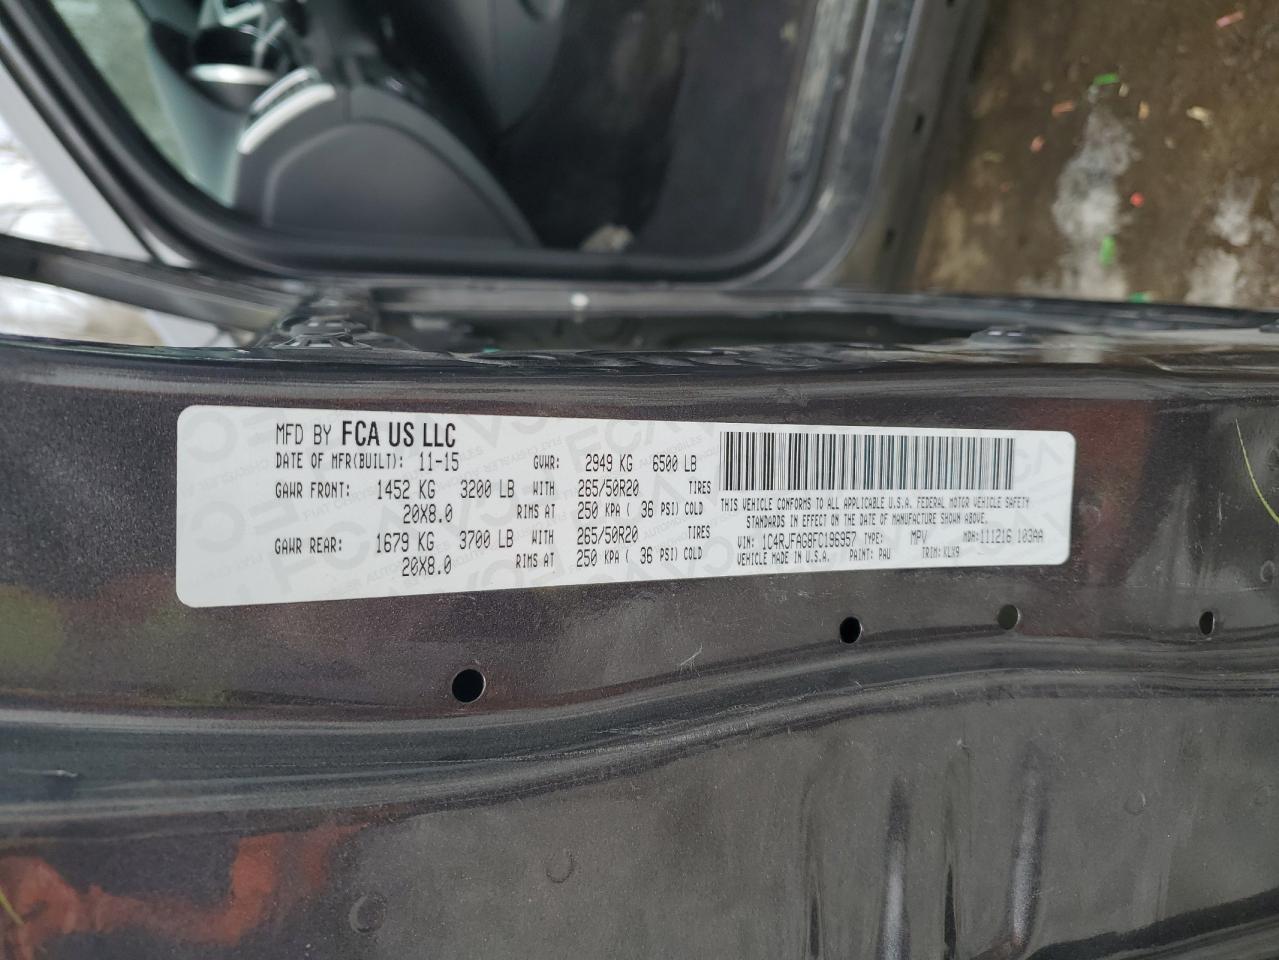 MFD BY FCA US LLC
DATE OF MFR(BUILT): 11-15 GVWR: 2949 KG 6500 LB
GAWR FRONT: 1452 KG 3200 LB WITH 265/50R20 TIRES
20X8.0 RIMS AT 250 KPA ( 36 PSI) COLD
GAWR REAR: 1679 KG 3700 LB WITH 265/50R20 TIRES
20X8.0 RIMS AT 250 KPA ( 36 PSI) COLD
THIS VEHICLE CONFORMS TO ALL APPLICABLE U.S.A. FEDERAL MOTOR VEHICLE SAFETY
STANDARDS IN EFFECT ON THE DATE OF MANUFACTURE SHOWN ABOVE.
VIN: 1C4RJFAG8FC196957 TYPE: MPV MDH:111216 103AA
VEHICLE MADE IN U.S.A. PAINT: PAU TRIM: KLX9